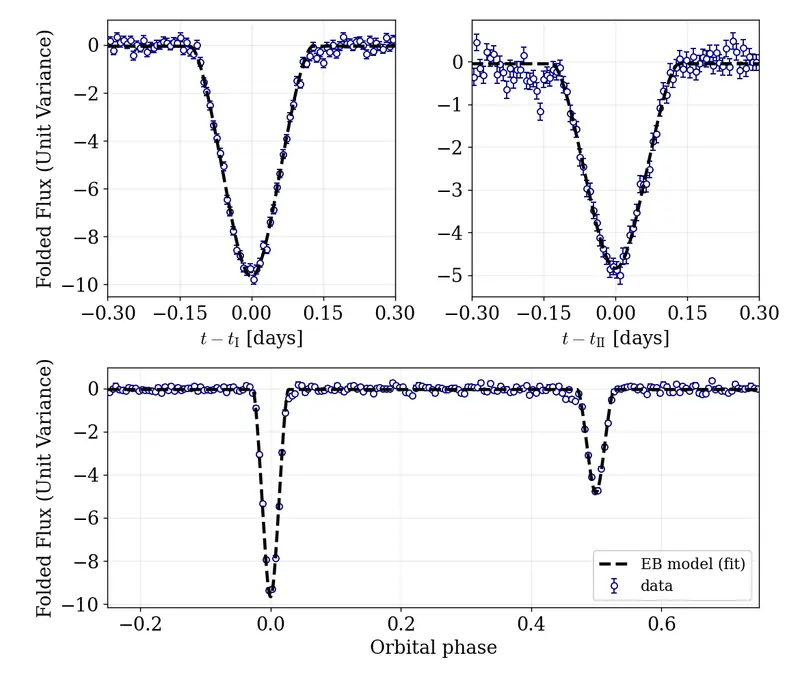 Folded Flux (Unit Variance)
0
−2
−4
−6
−8
−10
−0.30 −0.15 0.00 0.15 0.30
t − tI [days]
0
−1
−2
−3
−4
−5
−0.30 −0.15 0.00 0.15 0.30
t − tII [days]
Folded Flux (Unit Variance)
0
−2
−4
−6
−8
−10
−0.2 0.0 0.2 0.4 0.6
Orbital phase
EB model (fit)
data